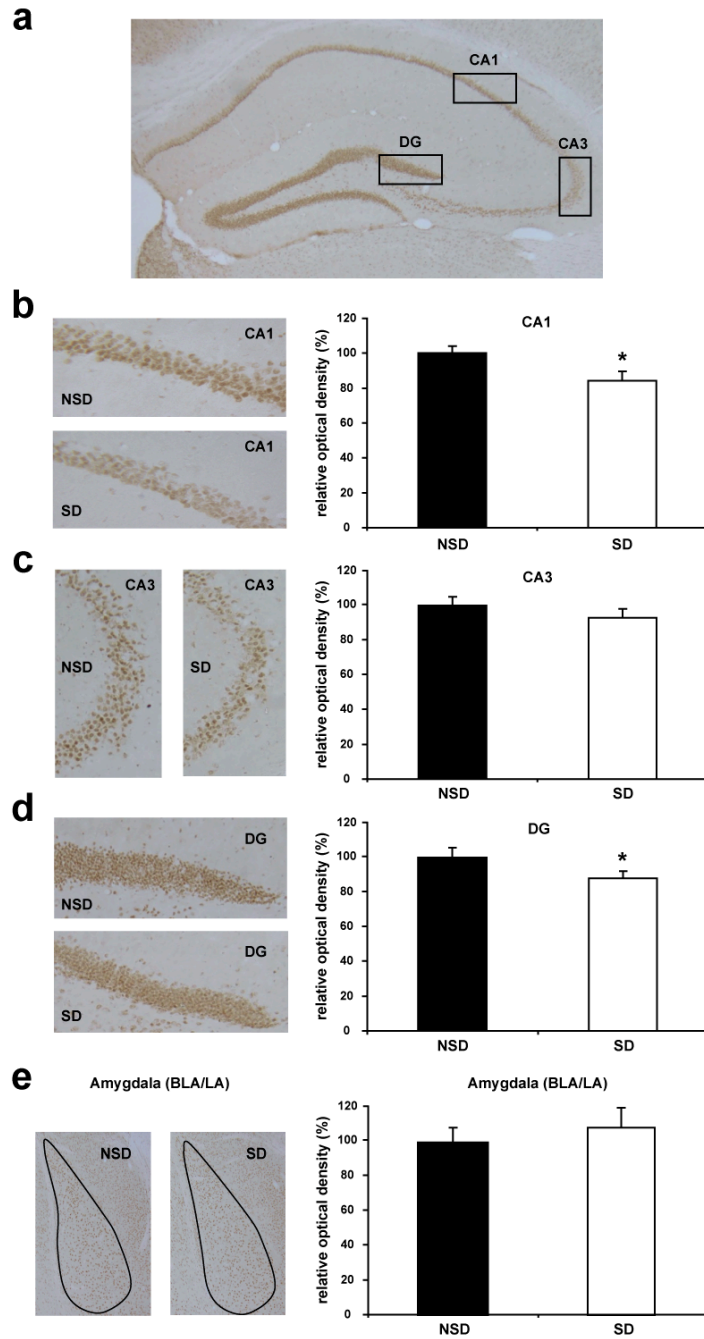 a
CA1
DG
CA3
b
CA1
NSD
CA1
SD
CA1
relative optical density (%)
120
100
80
60
40
20
0
*
NSD SD
c
CA3
NSD
CA3
SD
CA3
relative optical density (%)
120
100
80
60
40
20
0
NSD SD
d
DG
NSD
DG
SD
DG
relative optical density (%)
120
100
80
60
40
20
0
*
NSD SD
e
Amygdala (BLA/LA)
NSD
SD
Amygdala (BLA/LA)
relative optical density (%)
120
100
80
60
40
20
0
NSD SD